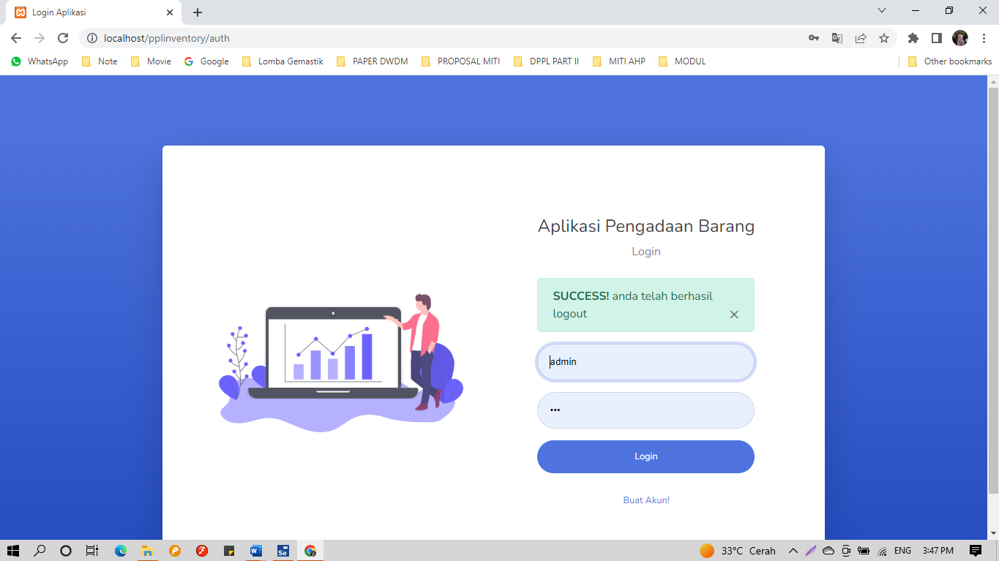 Login Aplikasi
localhost/pplinventory/auth
WhatsApp Note Movie Google Lomba Gemastik PAPER DWDM PROPOSAL MITI DPPL PART II MITI AHP MODUL Other bookmarks
Aplikasi Pengadaan Barang
Login
SUCCESS! anda telah berhasil
logout
admin
•••
Login
Buat Akun!
33°C Cerah ENG 3:47 PM